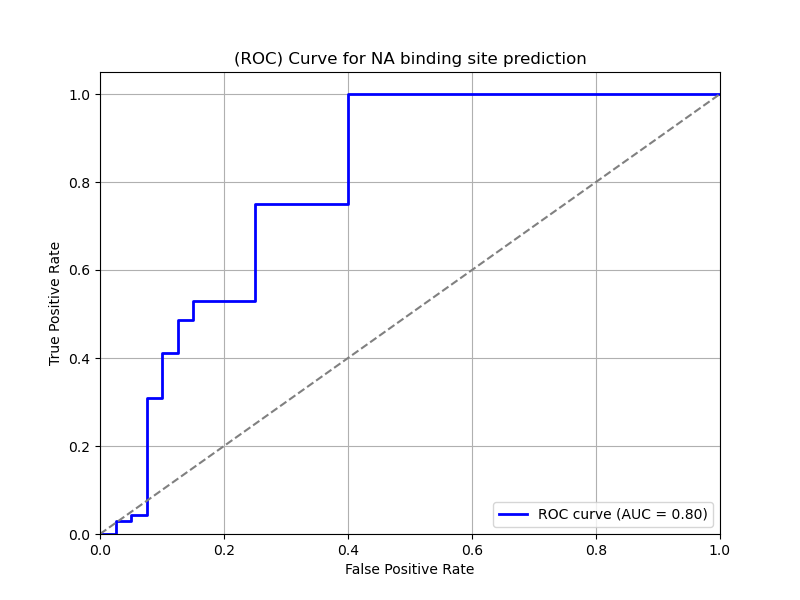 (ROC) Curve for NA binding site prediction
1.0
0.8
0.6
0.4
0.2
0.0
True Positive Rate
ROC curve (AUC = 0.80)
0.0 0.2 0.4 0.6 0.8 1.0
False Positive Rate